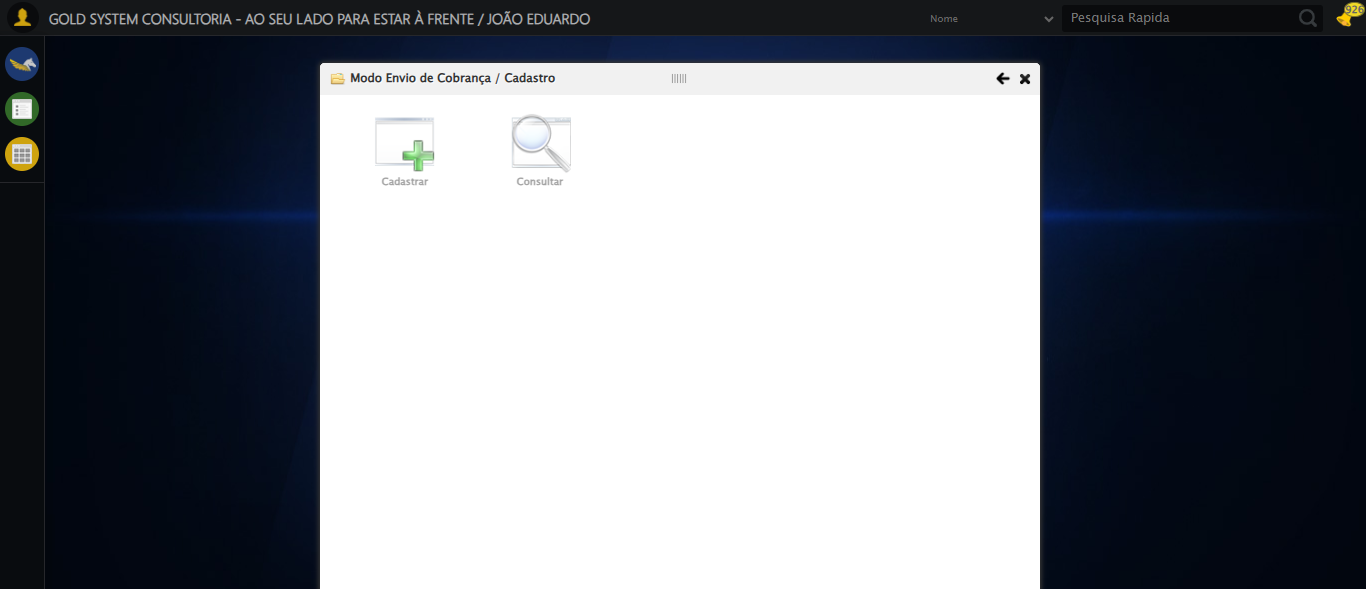 GOLD SYSTEM CONSULTORIA - AO SEU LADO PARA ESTAR À FRENTE / JOÃO EDUARDO
Nome
Pesquisa Rapida
926
Modo Envio de Cobrança / Cadastro
Cadastrar
Consultar